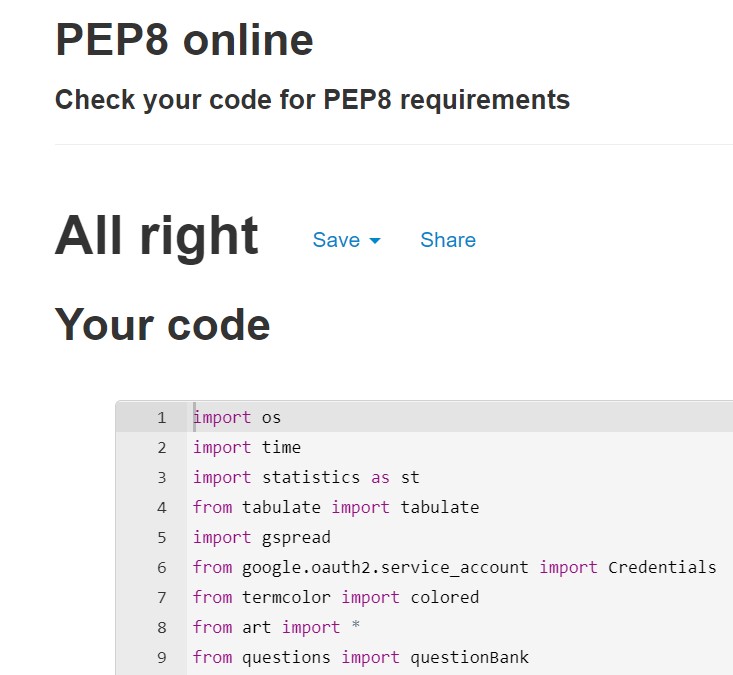 PEP8 online
Check your code for PEP8 requirements
All right Save Share
Your code
1 import os
2 import time
3 import statistics as st
4 from tabulate import tabulate
5 import gspread
6 from google.oauth2.service_account import Credentials
7 from termcolor import colored
8 from art import *
9 from questions import questionBank